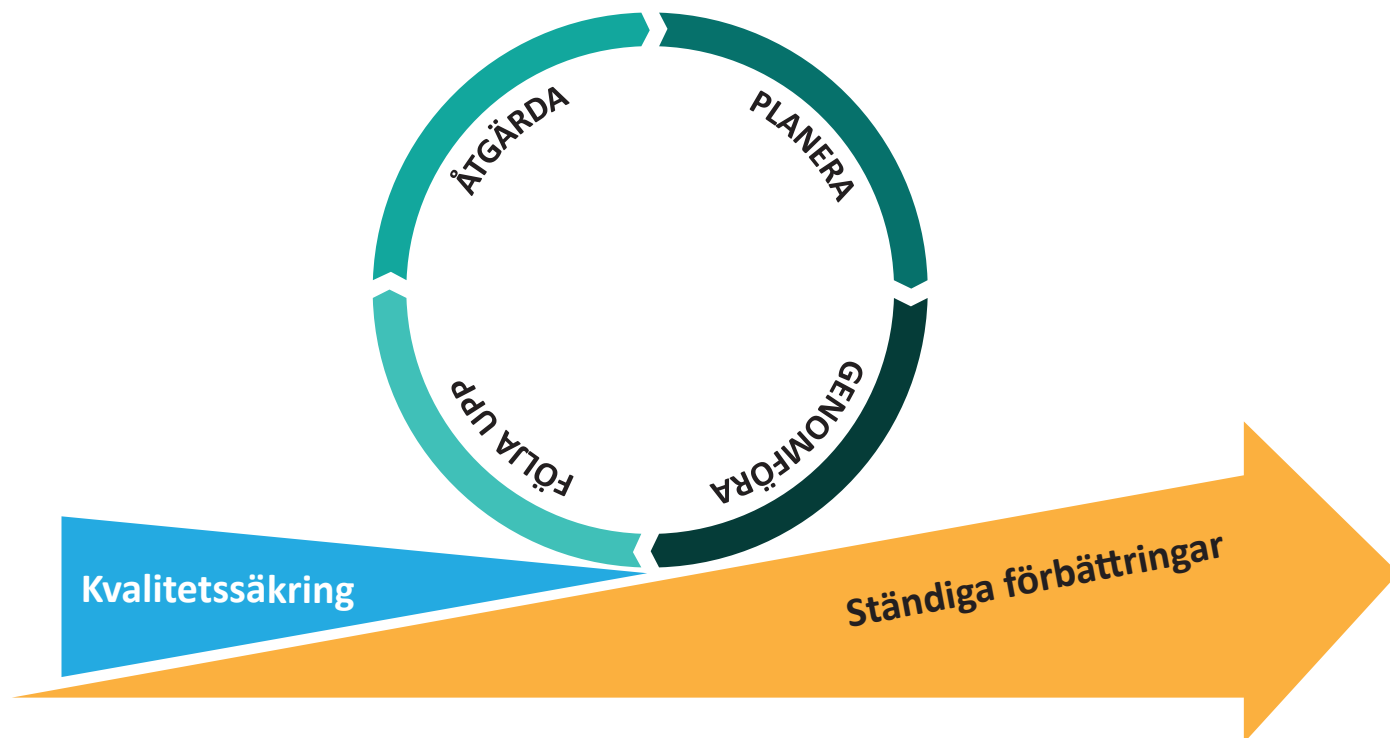 ÅTGÄRDA
PLANERA
GENOMFÖRA
FÖLJA UPP
Kvalitetssäkring
Ständiga förbättringar